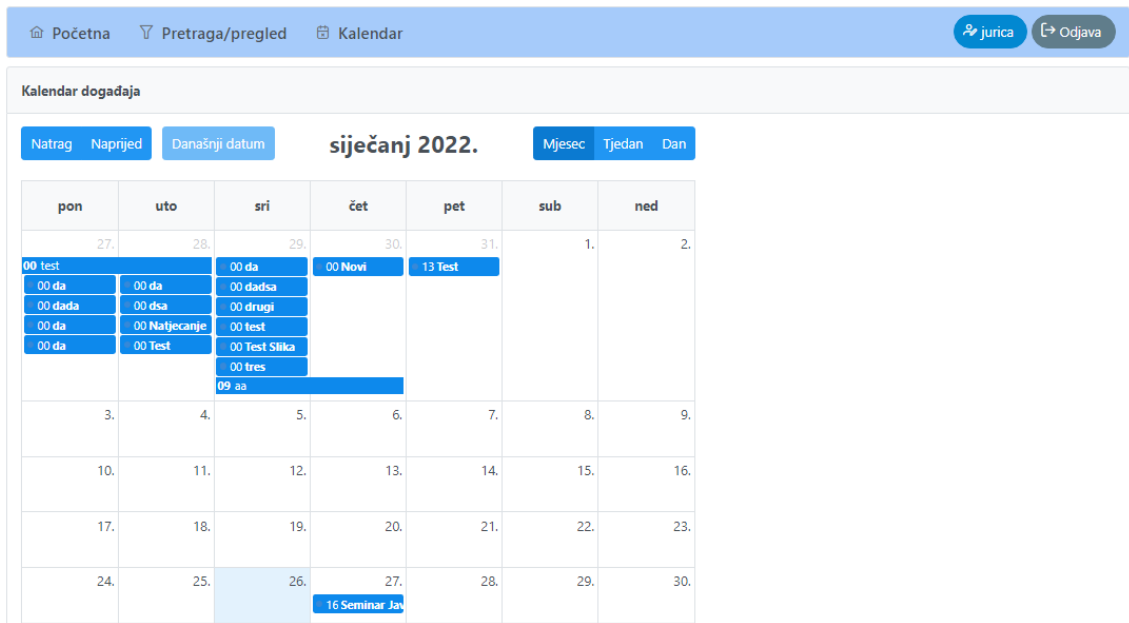 Početna Pretraga/pregled Kalendar jurica Odjava
Kalendar događaja
Natrag Naprijed Današnji datum siječanj 2022. Mjesec Tjedan Dan
pon uto sri čet pet sub ned
27. 28. 29. 30. 31. 1. 2.
00 test 00 da 00 Novi 13 Test
00 da 00 da 00 dadsa
00 dada 00 dsa 00 drugi
00 da 00 Natjecanje 00 test
00 da 00 Test 00 Test Slika
00 tres
09 aa
3. 4. 5. 6. 7. 8. 9.
10. 11. 12. 13. 14. 15. 16.
17. 18. 19. 20. 21. 22. 23.
24. 25. 26. 27. 28. 29. 30.
16 Seminar Jav